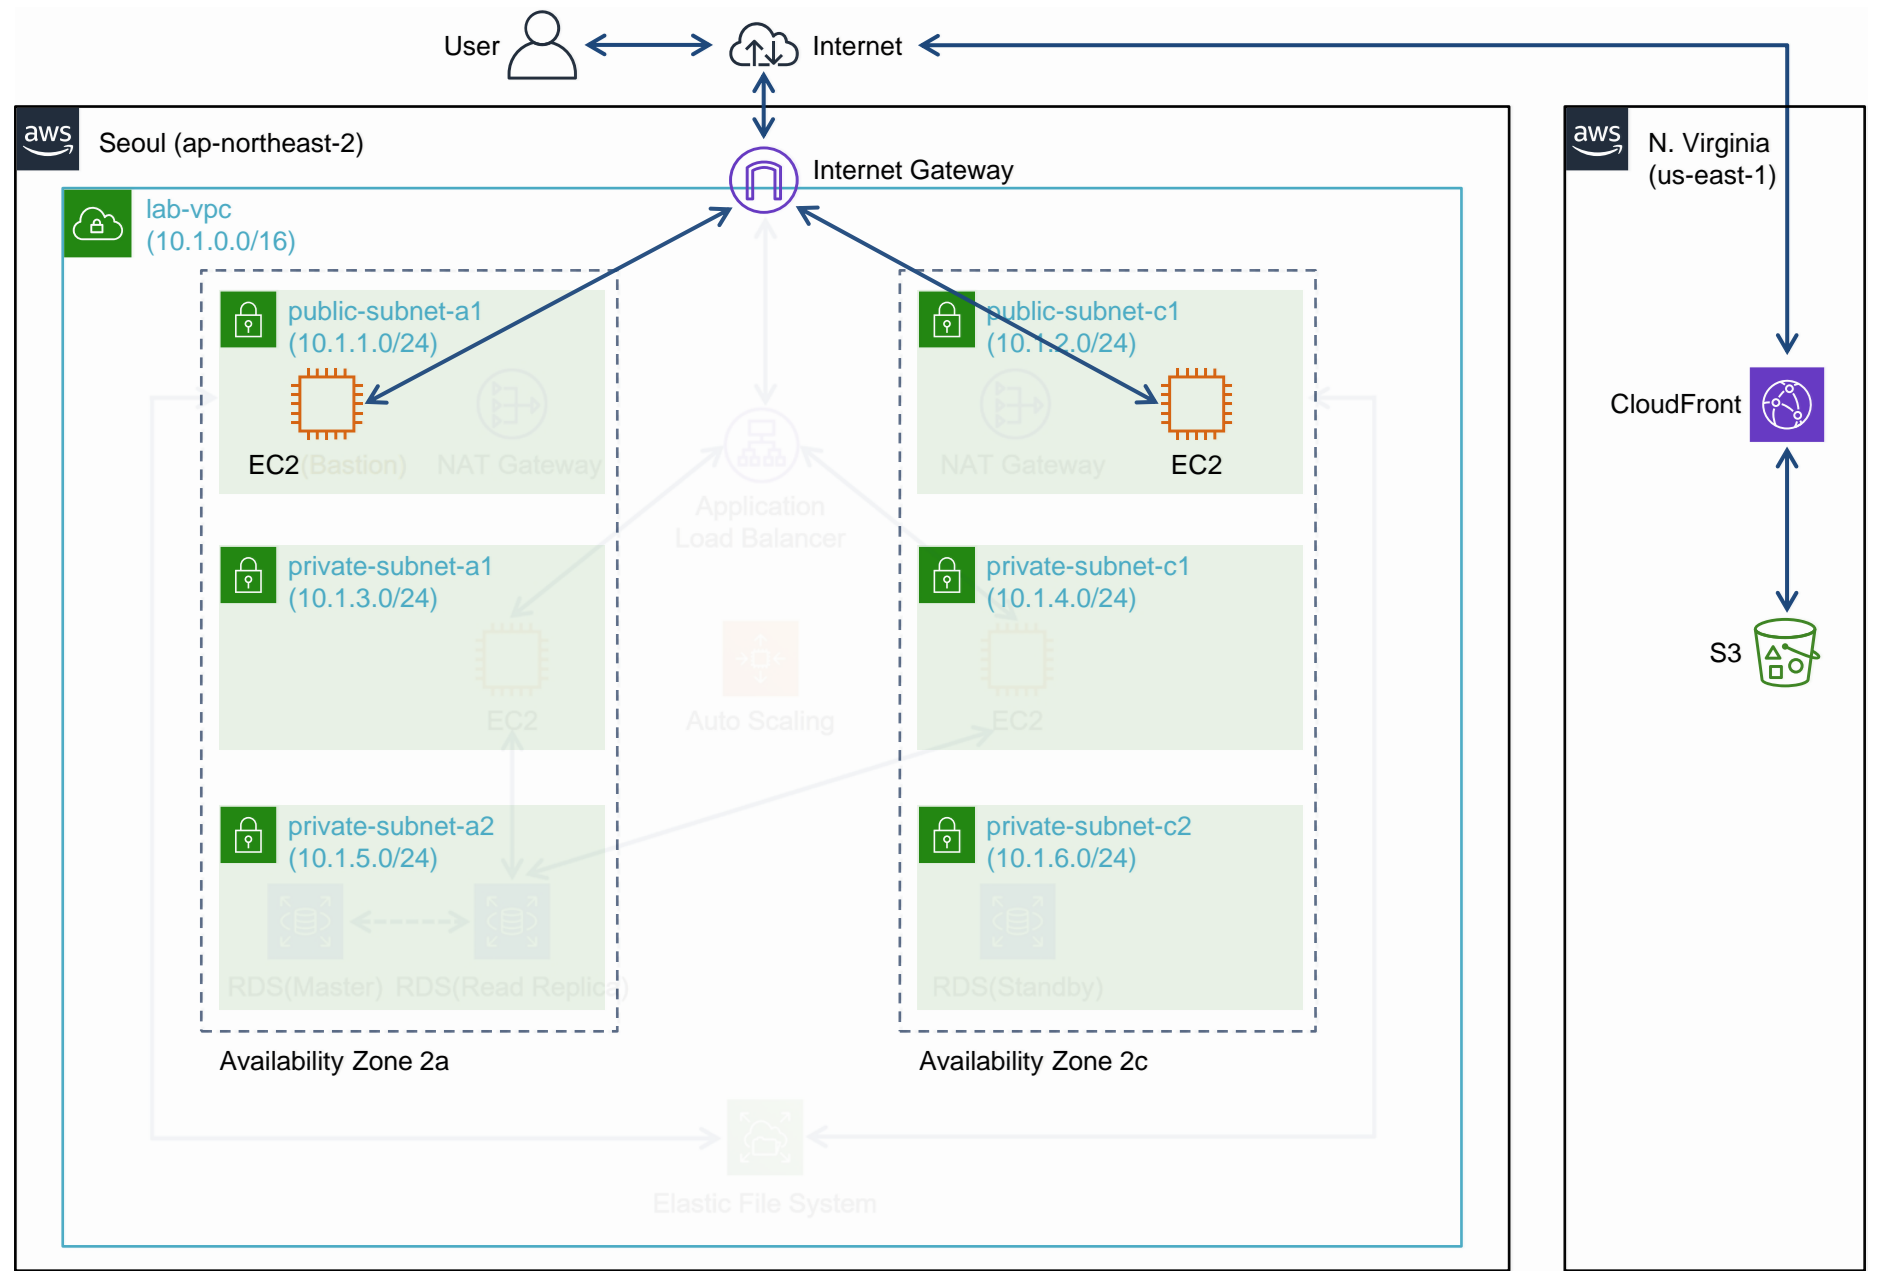 User
Internet
aws
Seoul (ap-northeast-2)
Internet Gateway
lab-vpc
(10.1.0.0/16)
public-subnet-a1
(10.1.1.0/24)
EC2(Bastion)
NAT Gateway
public-subnet-c1
(10.1.2.0/24)
NAT Gateway
EC2
Application
Load Balancer
private-subnet-a1
(10.1.3.0/24)
EC2
Auto Scaling
private-subnet-c1
(10.1.4.0/24)
EC2
private-subnet-a2
(10.1.5.0/24)
RDS(Master)
RDS(Read Replica)
private-subnet-c2
(10.1.6.0/24)
RDS(Standby)
Availability Zone 2a
Availability Zone 2c
Elastic File System
aws
N. Virginia
(us-east-1)
CloudFront
S3